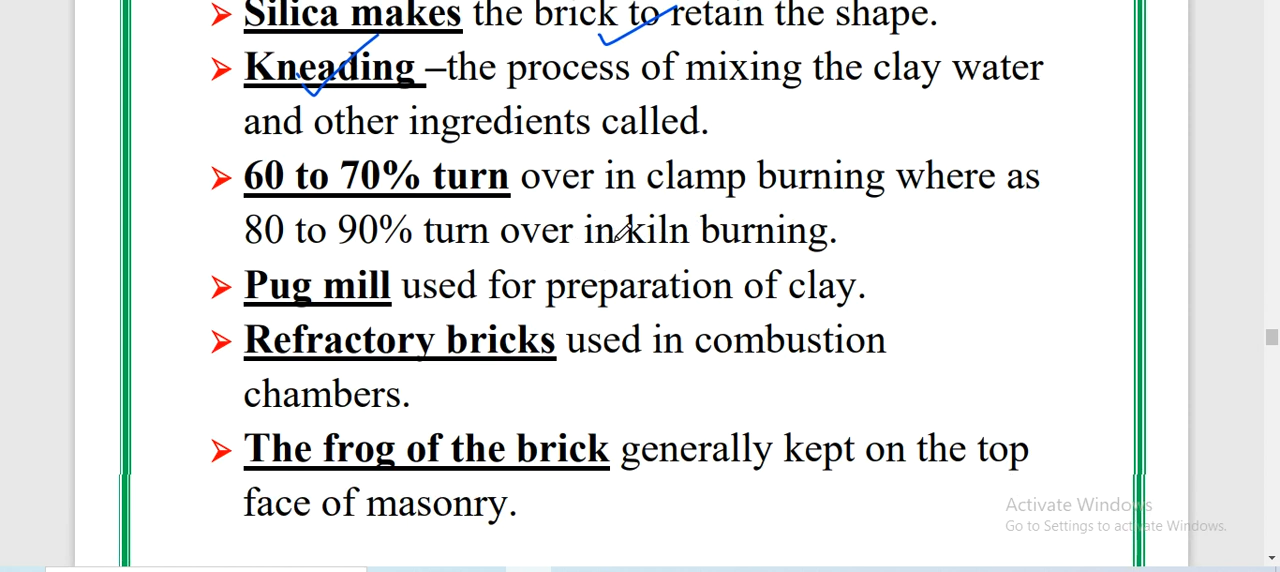 Silica makes the brick to retain the shape.
Kneading –the process of mixing the clay water
and other ingredients called.
60 to 70% turn over in clamp burning where as
80 to 90% turn over in kiln burning.
Pug mill used for preparation of clay.
Refractory bricks used in combustion
chambers.
The frog of the brick generally kept on the top
face of masonry.
Activate Windows
Go to Settings to activate Windows.